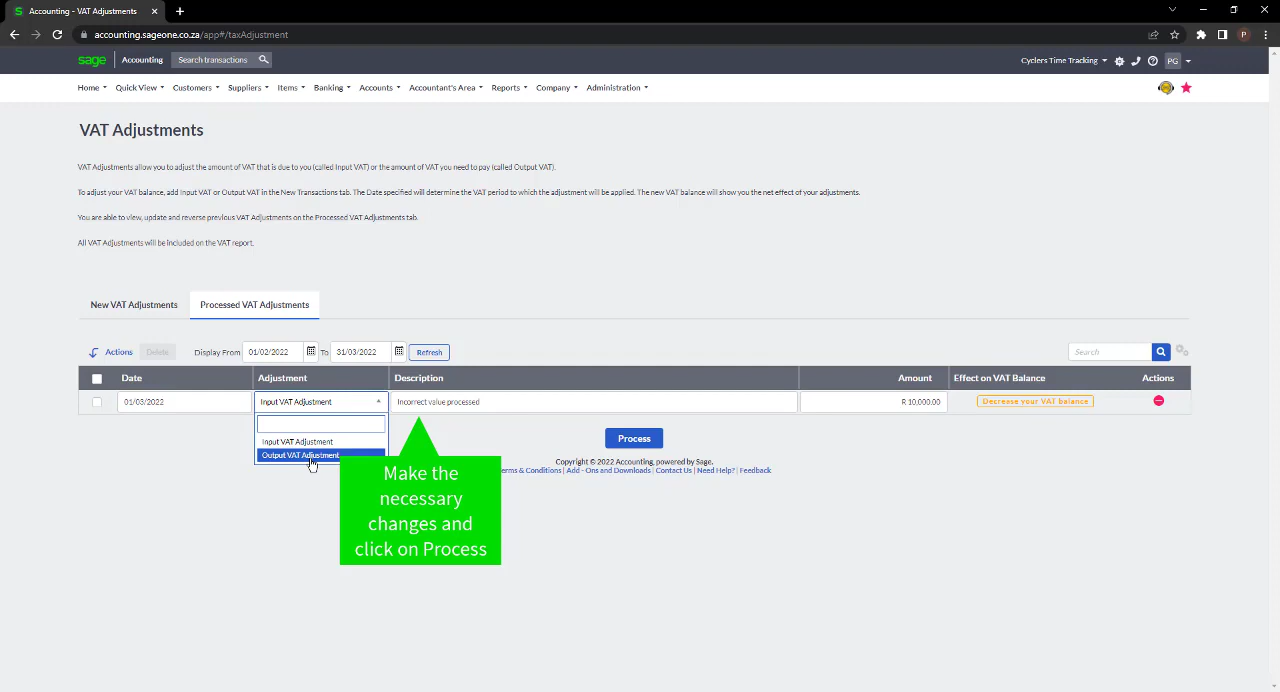 Accounting - VAT Adjustments
accounting.sageone.co.za/app#/taxAdjustment
P
sage Accounting Search transactions
Cyclers Time Tracking PG
Home Quick View Customers Suppliers Items Banking Accounts Accountant's Area Reports Company Administration
VAT Adjustments
VAT Adjustments allow you to adjust the amount of VAT that is due to you (called Input VAT) or the amount of VAT you need to pay (called Output VAT).
To adjust your VAT balance, add Input VAT or Output VAT in the New Transactions tab. The Date specified will determine the VAT period to which the adjustment will be applied. The new VAT balance will show you the net effect of your adjustments.
You are able to view, update and reverse previous VAT Adjustments on the Processed VAT Adjustments tab.
All VAT Adjustments will be included on the VAT report.
New VAT Adjustments Processed VAT Adjustments
Actions Delete Display From 01/02/2022 To 31/03/2022 Refresh Search
Date Adjustment Description Amount Effect on VAT Balance Actions
01/03/2022 Input VAT Adjustment Incorrect value processed R 10,000.00 Decrease your VAT balance
Input VAT Adjustment
Output VAT Adjustment
Process
Copyright © 2022 Accounting, powered by Sage.
erms & Conditions | Add - Ons and Downloads | Contact Us | Need Help? | Feedback
Make the
necessary
changes and
click on Process